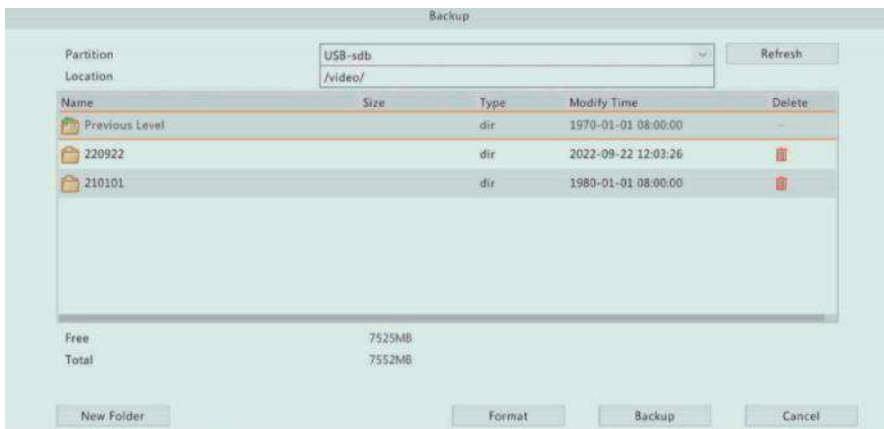 Backup
Partition USB-sdb Refresh
Location /video/
Name Size Type Modify Time Delete
Previous Level dir 1970-01-01 08:00:00 —
220922 dir 2022-09-22 12:03:26
210101 dir 1980-01-01 08:00:00
Free 7525MB
Total 7552MB
New Folder Format Backup Cancel